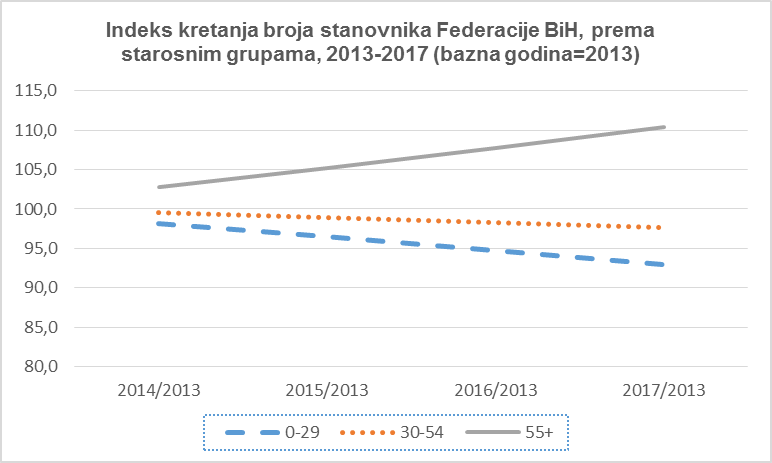 Indeks kretanja broja stanovnika Federacije BiH, prema
starosnim grupama, 2013-2017 (bazna godina=2013)
115,0
110,0
105,0
100,0
95,0
90,0
85,0
80,0
2014/2013 2015/2013 2016/2013 2017/2013
0-29 30-54 55+